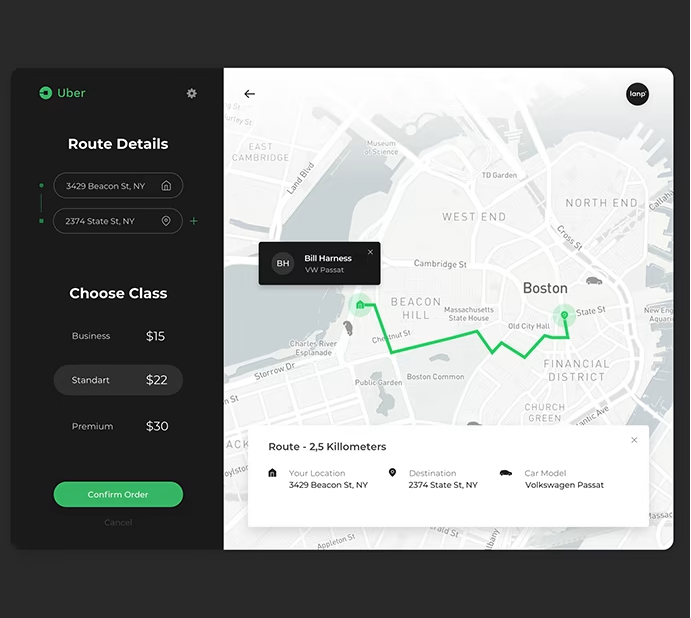 Uber
Route Details
3429 Beacon St, NY
2374 State St, NY
+
Choose Class
Business $15
Standart $22
Premium $30
Confirm Order
Cancel
lanp'
EAST
CAMBRIDGE
Land Blvd
Museum
of Science
TD Garden
WEST END
NORTH END
Cross St
BH
Bill Harness
VW Passat
Cambridge St
Boston
BEACON
HILL
Massachusetts
State House
Old City Hall
State St
New Eng
Aquari
Chestnut St
Charles River
Esplanade
Storrow Dr
Public Garden
Boston Common
FINANCIAL
DISTRICT
CHURCH
GREEN
Atlantic Ave
Route - 2,5 Killometers
Your Location
3429 Beacon St, NY
Destination
2374 State St, NY
Car Model
Volkswagen Passat
Appleton St